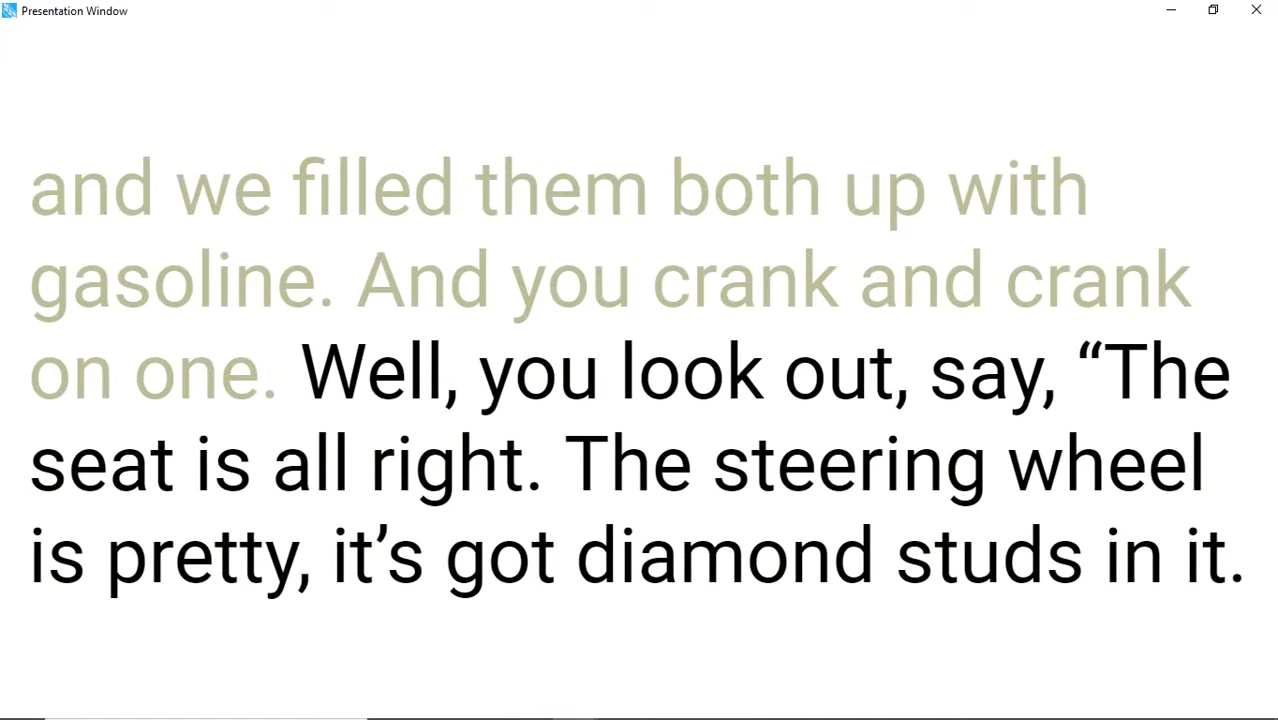 Presentation Window
and we filled them both up with
gasoline. And you crank and crank
on one. Well, you look out, say, “The
seat is all right. The steering wheel
is pretty, it’s got diamond studs in it.